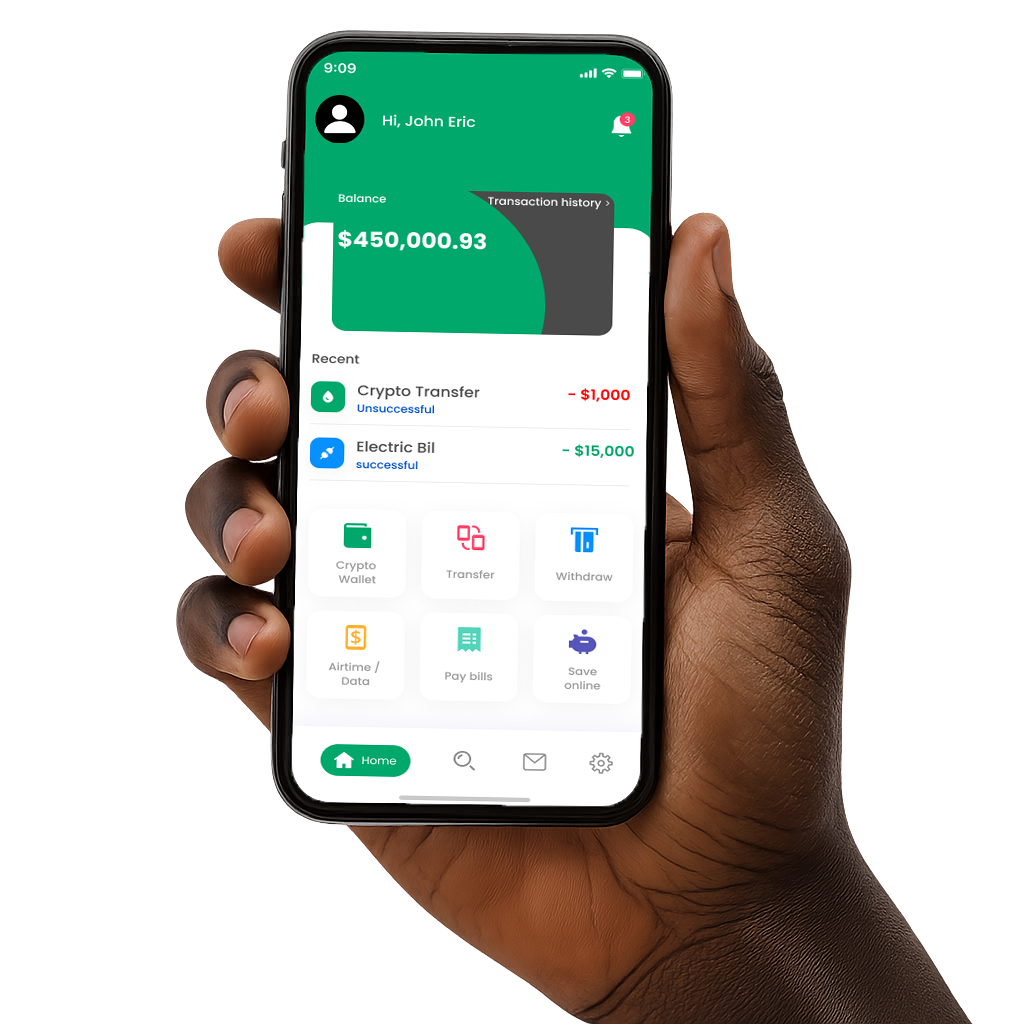 9:09
Hi, John Eric
3
Balance
Transaction history >
$450,000.93
Recent
Crypto Transfer
- $1,000
Unsuccessful
Electric Bil
- $15,000
successful
Crypto
Wallet
Transfer
Withdraw
$
Airtime /
Data
Pay bills
Save
online
Home